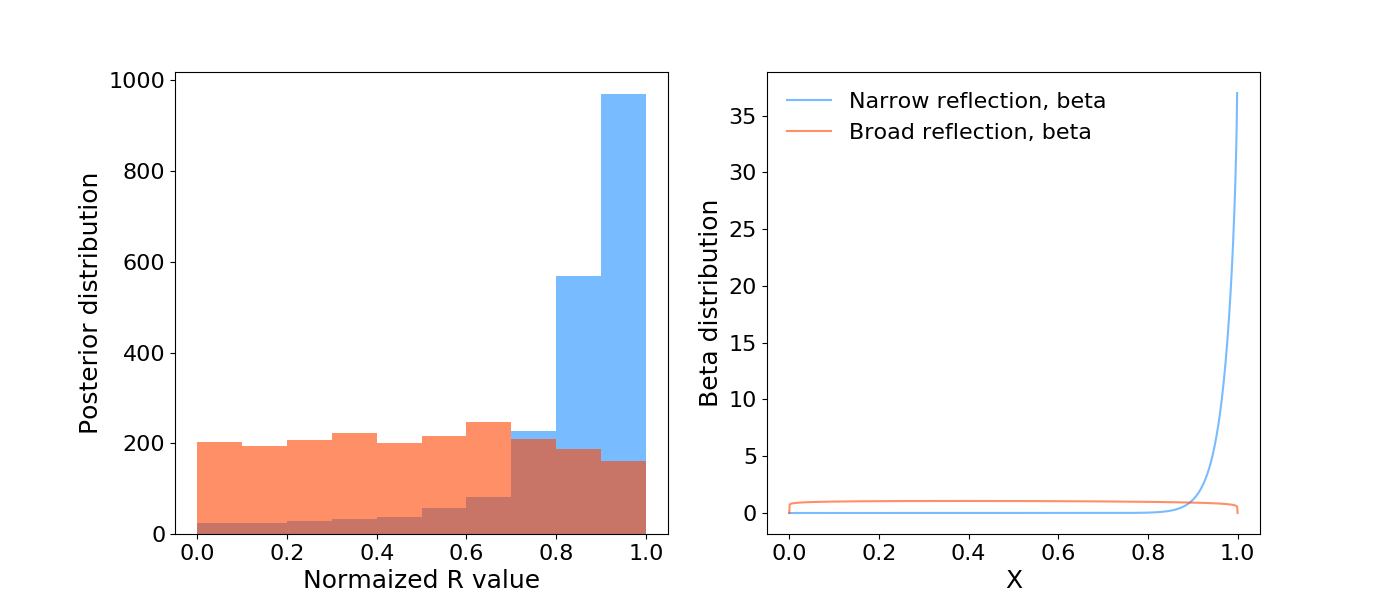 1000
800
600
400
200
0
0.0 0.2 0.4 0.6 0.8 1.0
Posterior distribution
Normaized R value
Narrow reflection, beta
Broad reflection, beta
35
30
25
20
15
10
5
0
0.0 0.2 0.4 0.6 0.8 1.0
Beta distribution
X